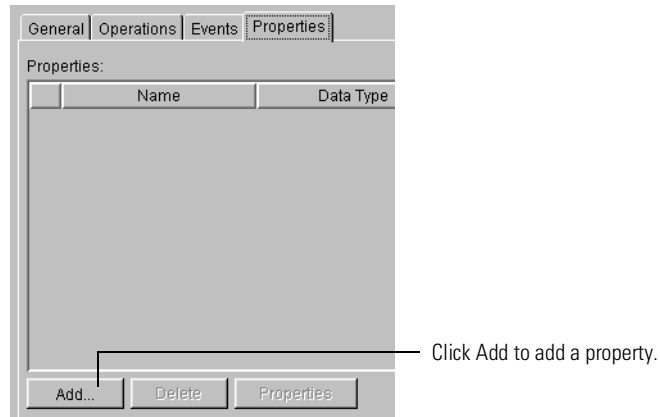 General Operations Events Properties
Properties:
Name Data Type
Click Add to add a property.
Add... Delete Properties